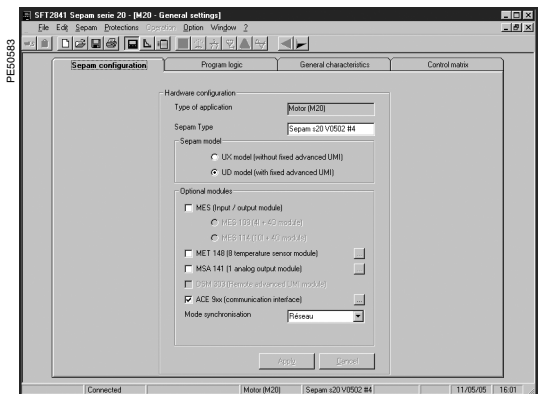 PE50583
SFT2841 Sepam serie 20 - [M20 - General settings]
File Edit Sepam Protections Operation Option Window ?
Sepam configuration Program logic General characteristics Control matrix
Hardware configuration
Type of application Motor (M20)
Sepam Type Sepam s20 V0502 #4
Sepam model
UX model (without fixed advanced UMI)
UD model (with fixed advanced UMI)
Optional modules
MES (Input / output module)
MES 108 (4I + 4O module)
MES 114 (10I + 4O module)
MET 148 (8 temperature sensor module)
MSA 141 (1 analog output module)
DSM 303 (Remote advanced UMI module)
ACE 9xx (communication interface) ...
Mode synchronisation Réseau
Apply Cancel
Connected Motor (M20) Sepam s20 V0502 #4 11/05/05 16:01